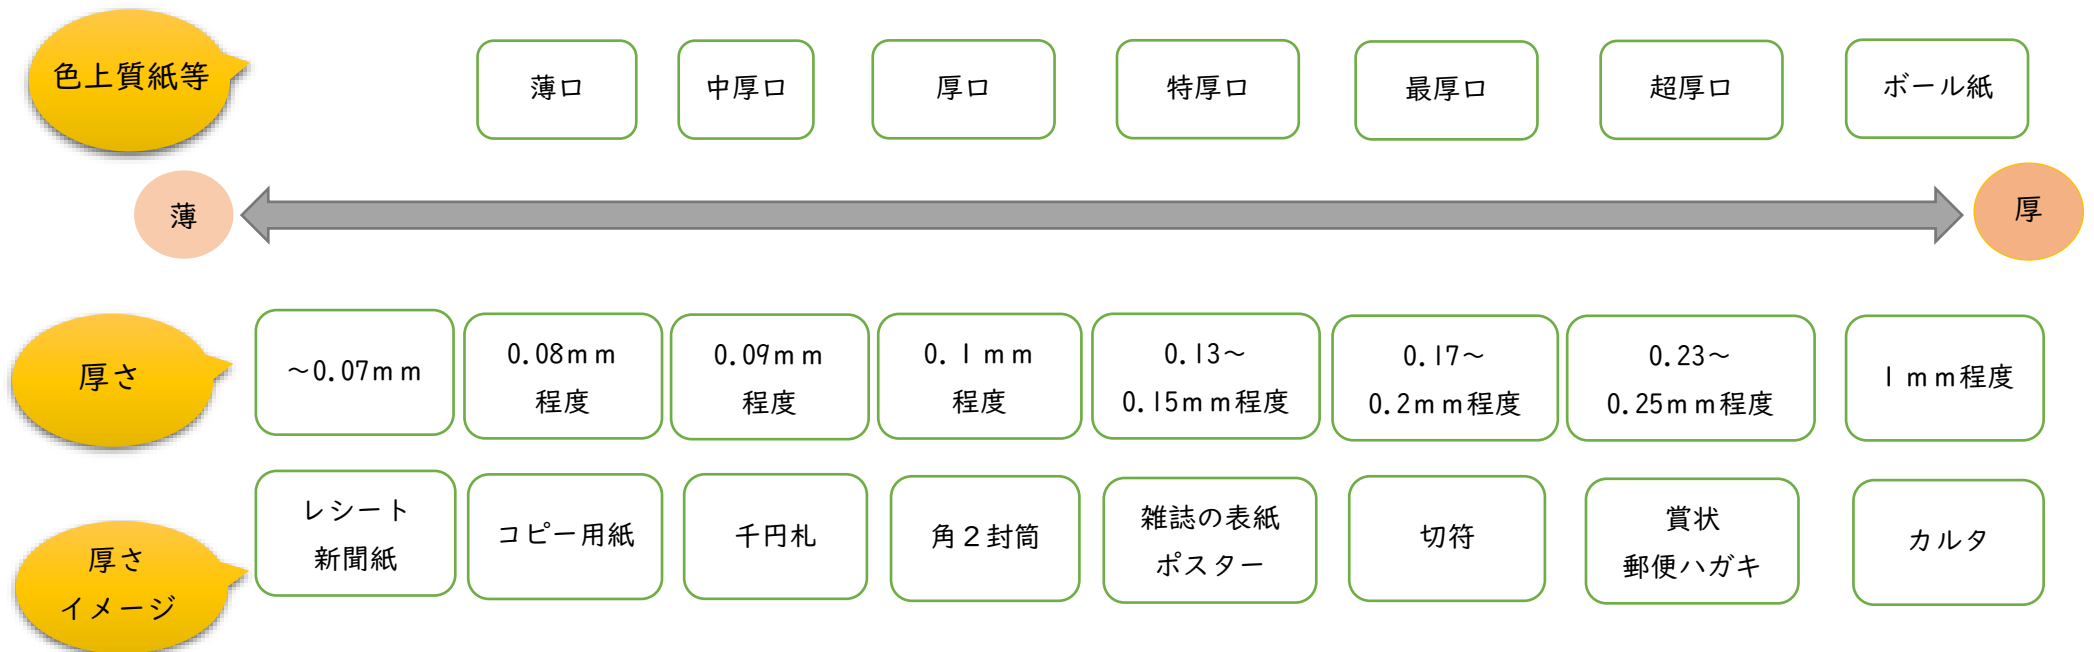 色上質紙等
薄口
中厚口
厚口
特厚口
最厚口
超厚口
ボール紙
薄
厚
厚さ
~0.07mm
0.08mm
程度
0.09mm
程度
0.1mm
程度
0.13~
0.15mm程度
0.17~
0.2mm程度
0.23~
0.25mm程度
1mm程度
厚さ
イメージ
レシート
新聞紙
コピー用紙
千円札
角2封筒
雑誌の表紙
ポスター
切符
賞状
郵便ハガキ
カルタ